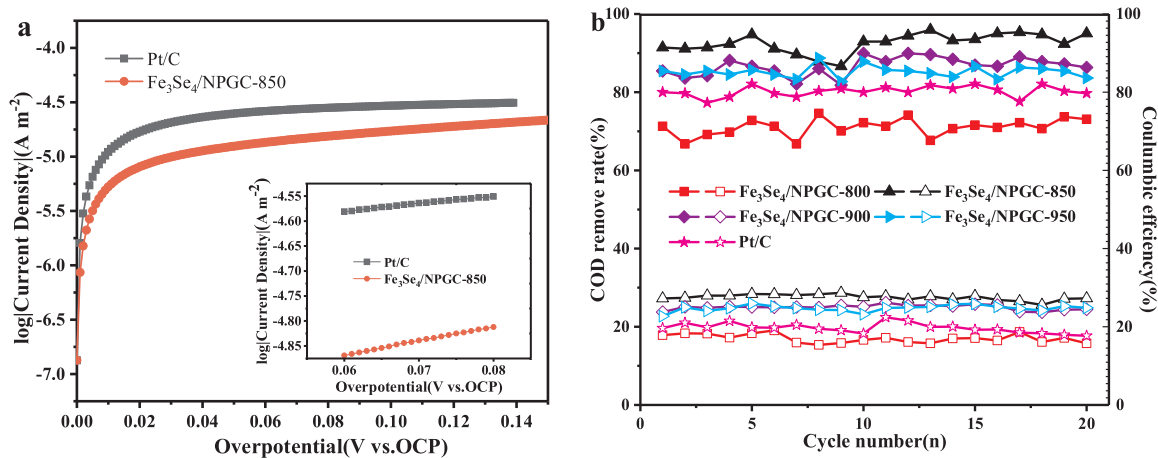 a
log|Current Density|(A m⁻²)
-4.0
-4.5
-5.0
-5.5
-6.0
-6.5
-7.0
Pt/C
Fe₃Se₄/NPGC-850
0.00 0.02 0.04 0.06 0.08 0.10 0.12 0.14
Overpotential(V vs.OCP)
log|Current Density|(A m⁻²)
-4.55
-4.60
-4.65
-4.70
-4.75
-4.80
-4.85
Pt/C
Fe₃Se₄/NPGC-850
0.06 0.07 0.08
Overpotential(V vs.OCP)
b
COD remove rate(%)
100
80
60
40
20
0
Fe₃Se₄/NPGC-800 Fe₃Se₄/NPGC-850
Fe₃Se₄/NPGC-900 Fe₃Se₄/NPGC-950
Pt/C
0 5 10 15 20
Cycle number(n)
100
80
60
40
20
0
Coulumbic effciency(%)